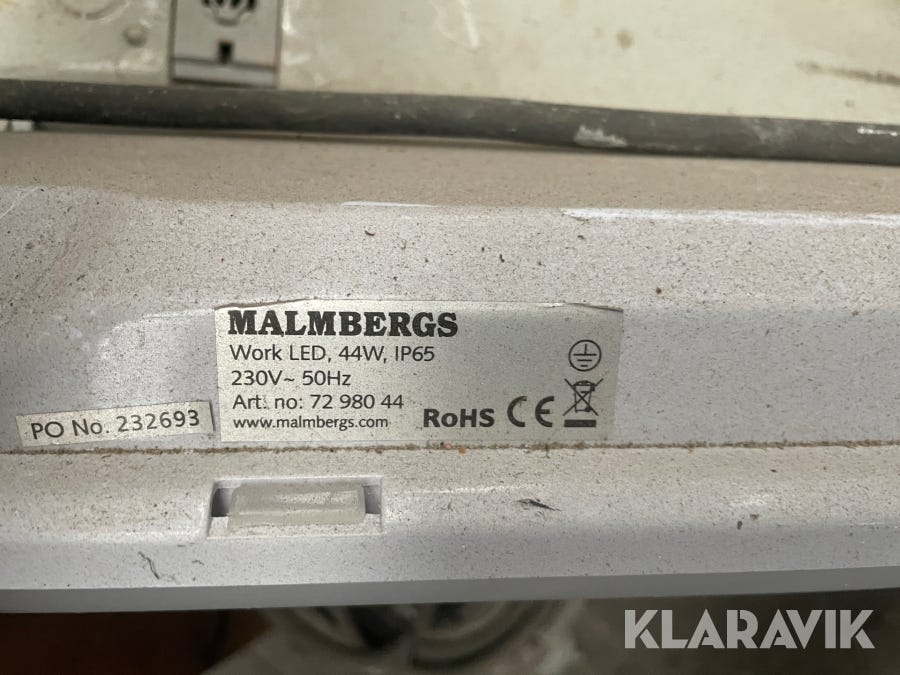 MALMBERGS
Work LED, 44W, IP65
230V~ 50Hz
Art. no: 72 980 44
www.malmbergs.com
RoHS CE
PO No. 232693
KLARAVIK